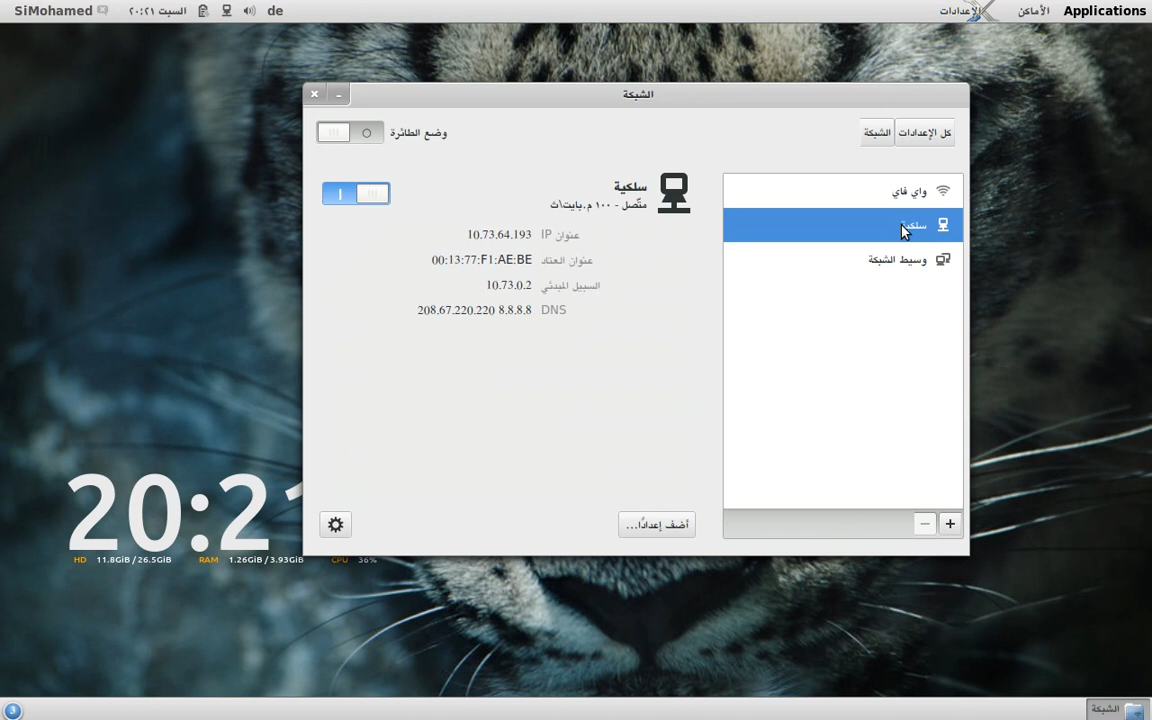 Applications
الأماكن
الإعدادات
de
السبت ٢٠:٢١
SiMohamed
الشبكة
كل الإعدادات
الشبكة
وضع الطائرة
واي فاي
سلكية
وسيط الشبكة
سلكية
متّصل - ١٠٠ م.بايت\ث
عنوان IP 10.73.64.193
عنوان العتاد 00:13:77:F1:AE:BE
السبيل المبدئي 10.73.0.2
DNS 208.67.220.220 8.8.8.8
أضف إعدادًا...
20:2
HD 11.8GiB / 26.5GiB RAM 1.26GiB / 3.93GiB CPU 36%
الشبكة
3